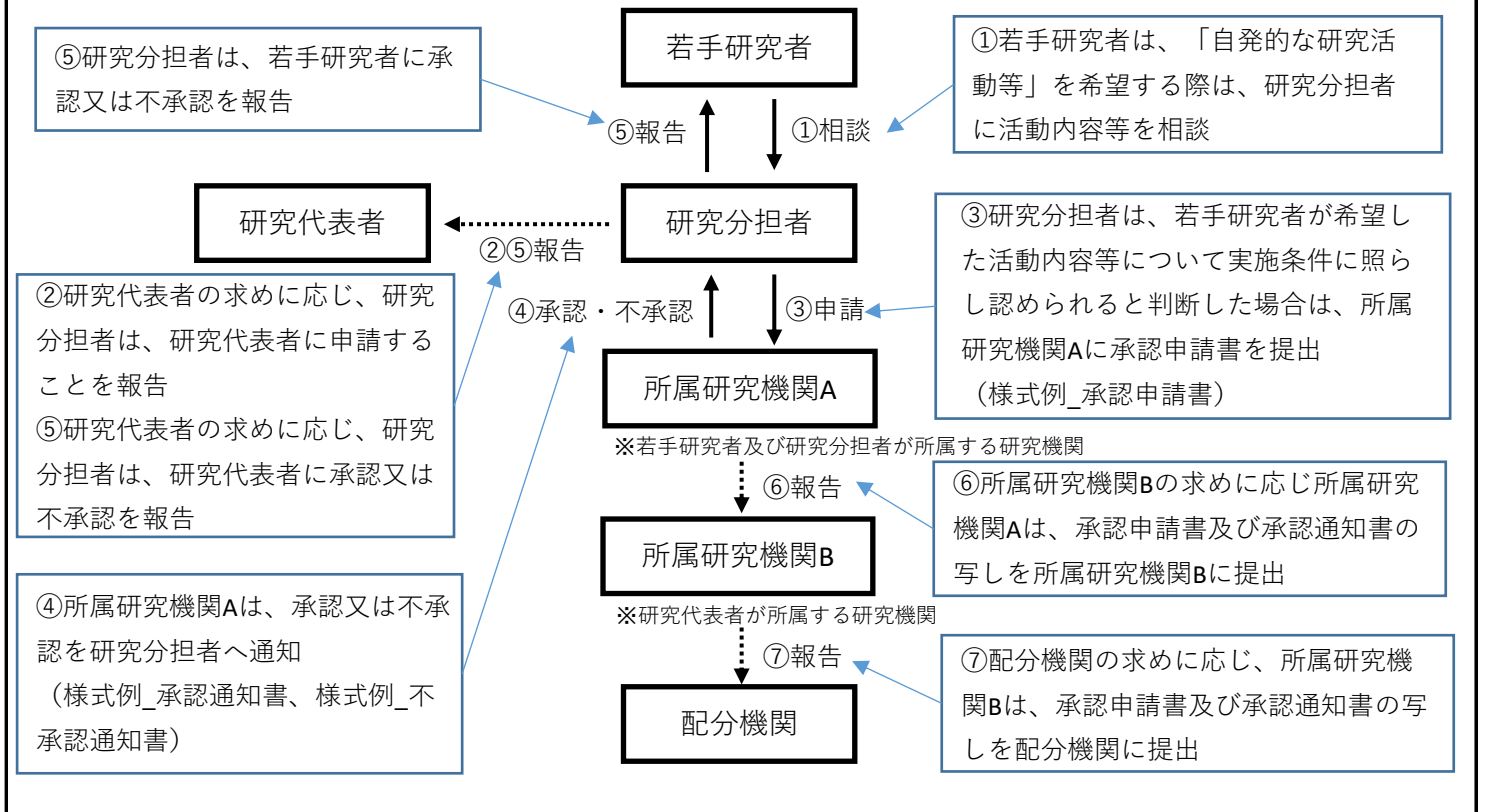 ⑤研究分担者は、若手研究者に承
認又は不承認を報告
若手研究者
①若手研究者は、「自発的な研究活
動等」を希望する際は、研究分担者
に活動内容等を相談
⑤報告
①相談
研究代表者
研究分担者
②⑤報告
③研究分担者は、若手研究者が希望し
た活動内容等について実施条件に照ら
し認められると判断した場合は、所属
研究機関Aに承認申請書を提出
（様式例_承認申請書）
②研究代表者の求めに応じ、研究
分担者は、研究代表者に申請する
ことを報告
⑤研究代表者の求めに応じ、研究
分担者は、研究代表者に承認又は
不承認を報告
④承認・不承認
③申請
所属研究機関A
※若手研究者及び研究分担者が所属する研究機関
⑥報告
⑥所属研究機関Bの求めに応じ所属研究
機関Aは、承認申請書及び承認通知書の
写しを所属研究機関Bに提出
所属研究機関B
※研究代表者が所属する研究機関
④所属研究機関Aは、承認又は不承
認を研究分担者へ通知
（様式例_承認通知書、様式例_不
承認通知書）
⑦報告
⑦配分機関の求めに応じ、所属研究機
関Bは、承認申請書及び承認通知書の写
しを配分機関に提出
配分機関